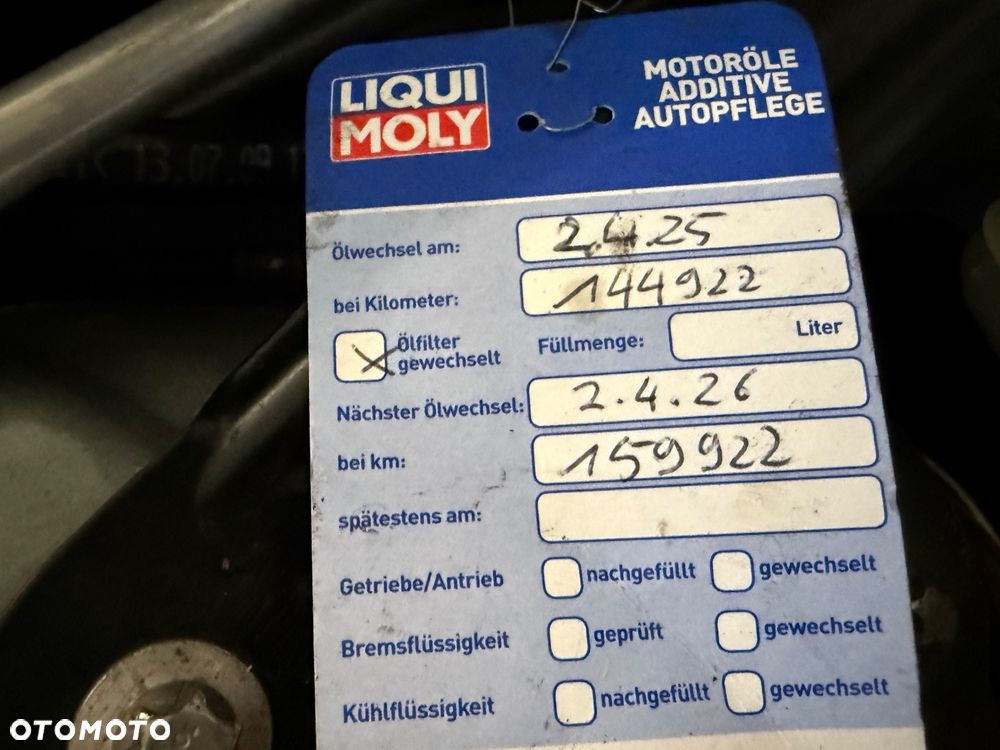 LIQUI
MOLY
MOTORÖLE
ADDITIVE
AUTOPFLEGE
13.07.
Ölwechsel am: 2.4.25
bei Kilometer: 144922
Ölfilter
gewechselt
Füllmenge: Liter
Nächster Ölwechsel: 2.4.26
bei km: 159922
spätestens am:
Getriebe/Antrieb nachgefüllt gewechselt
Bremsflüssigkeit geprüft gewechselt
Kühlflüssigkeit nachgefüllt gewechselt
OTOMOTO